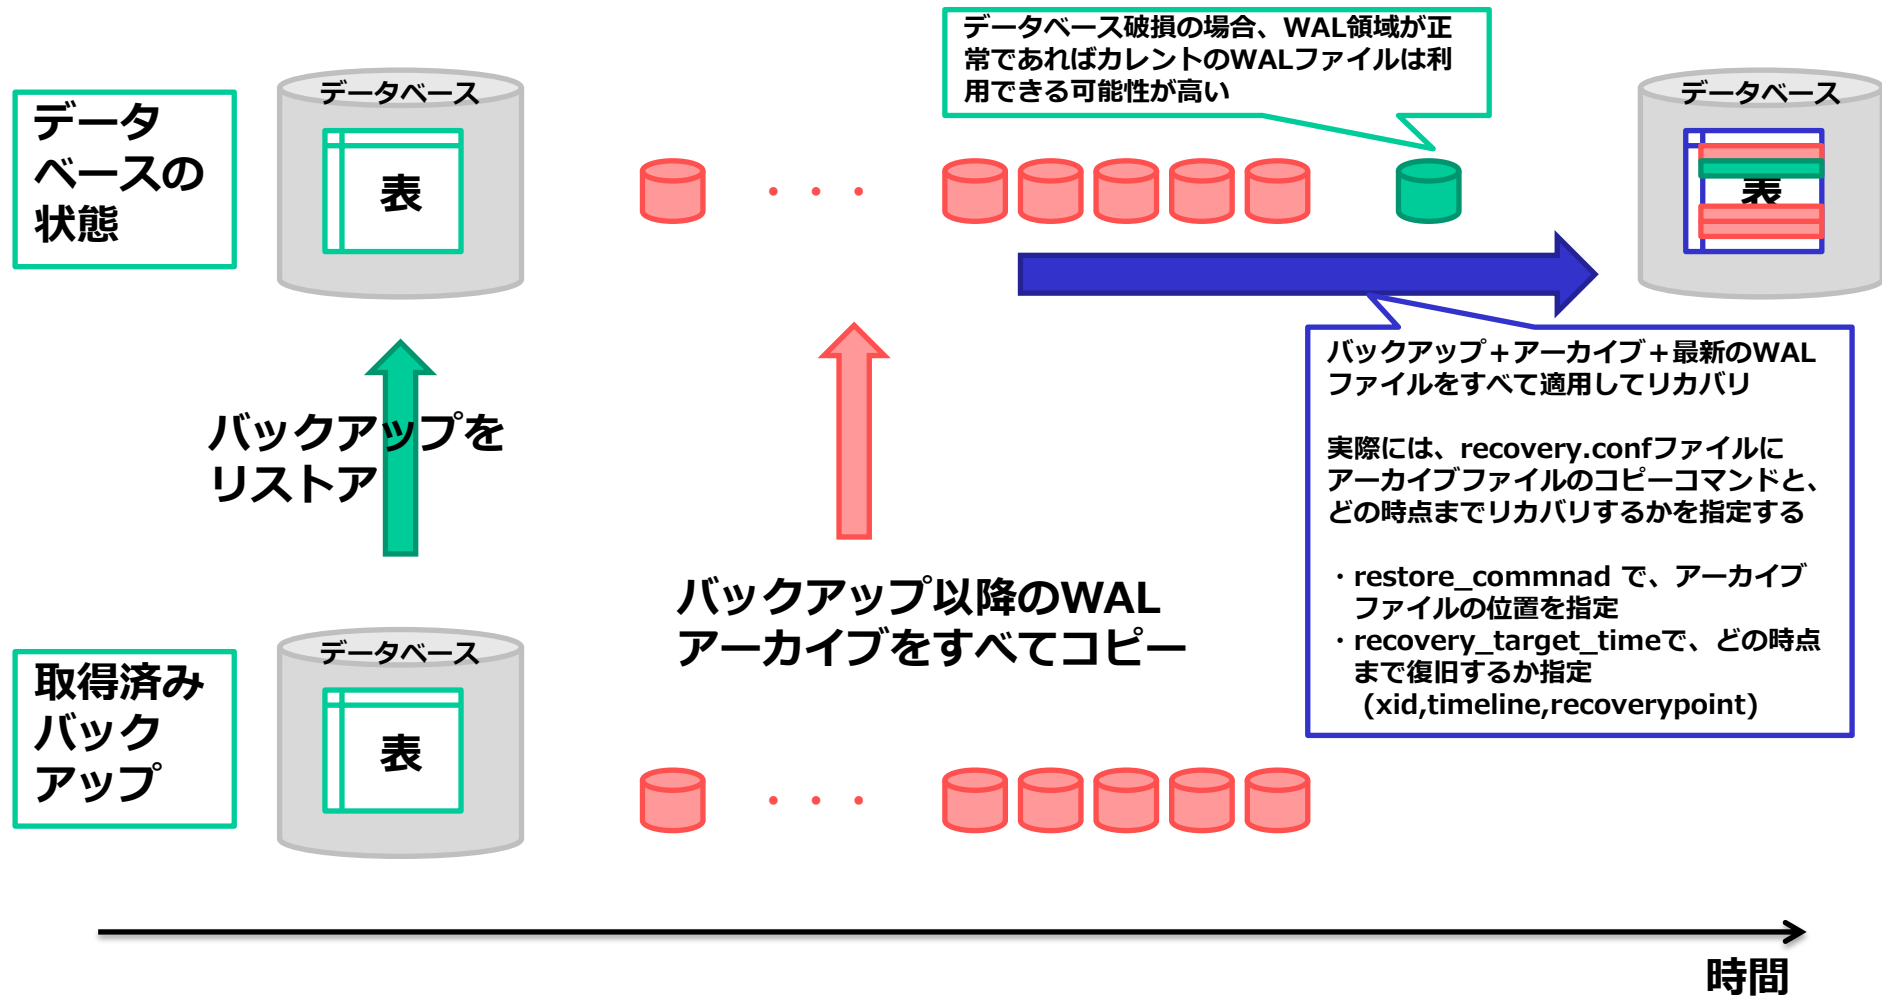 データベース破損の場合、WAL領域が正
常であればカレントのWALファイルは利
用できる可能性が高い
データ
ベースの
状態
データベース
表
データベース
表
バックアップをリストア
バックアップ+アーカイブ+最新のWAL
ファイルをすべて適用してリカバリ
実際には、recovery.confファイルに
アーカイブファイルのコピーコマンドと、
どの時点までリカバリするかを指定する
・restore_commnad で、アーカイブ
ファイルの位置を指定
・recovery_target_timeで、どの時点
まで復旧するか指定
(xid,timeline,recoverypoint)
バックアップ以降のWAL
アーカイブをすべてコピー
取得済み
バック
アップ
データベース
表
時間